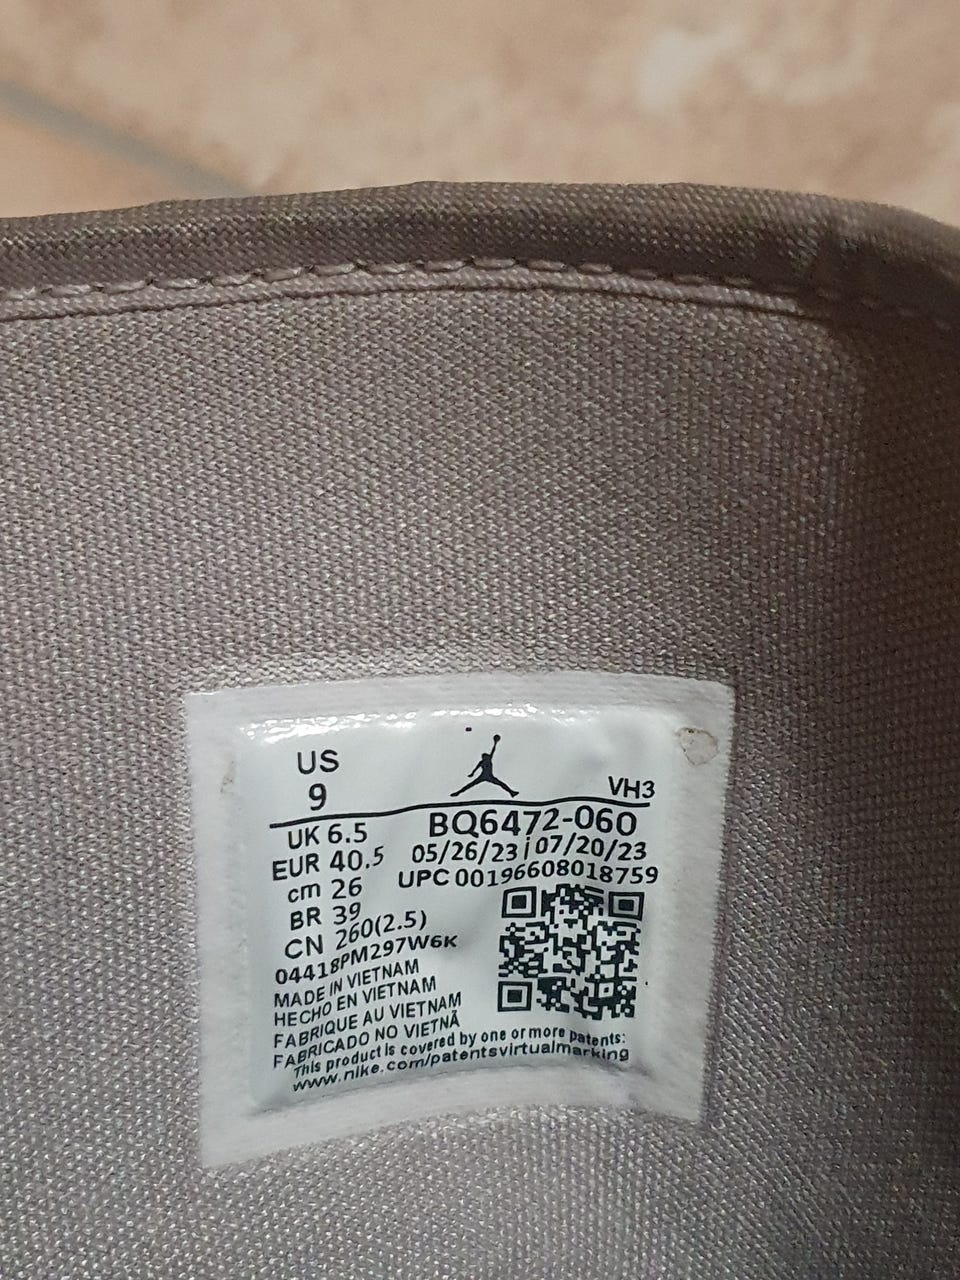 US
9
VH3
UK 6.5
EUR 40.5
cm 26
BR 39
CN 260(2.5)
BQ6472-060
05/26/23 | 07/20/23
UPC 00196608018759
04418PM297W6K
MADE IN VIETNAM
HECHO EN VIETNAM
FABRIQUE AU VIETNAM
FABRICADO NO VIETNÃ
This product is covered by one or more patents:
www.nike.com/patentsvirtualmarking